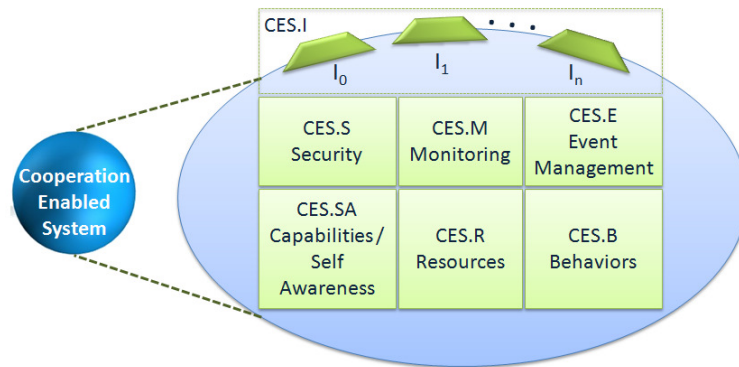 CES.I
. . .
I0
I1
In
CES.S
Security
CES.M
Monitoring
CES.E
Event
Management
Cooperation
Enabled
System
CES.SA
Capabilities/
Self
Awareness
CES.R
Resources
CES.B
Behaviors